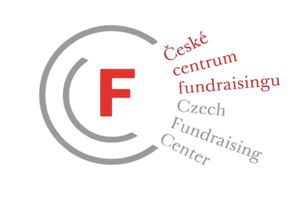 F
České
centrum
fundraisingu
Czech
Fundraising
Center